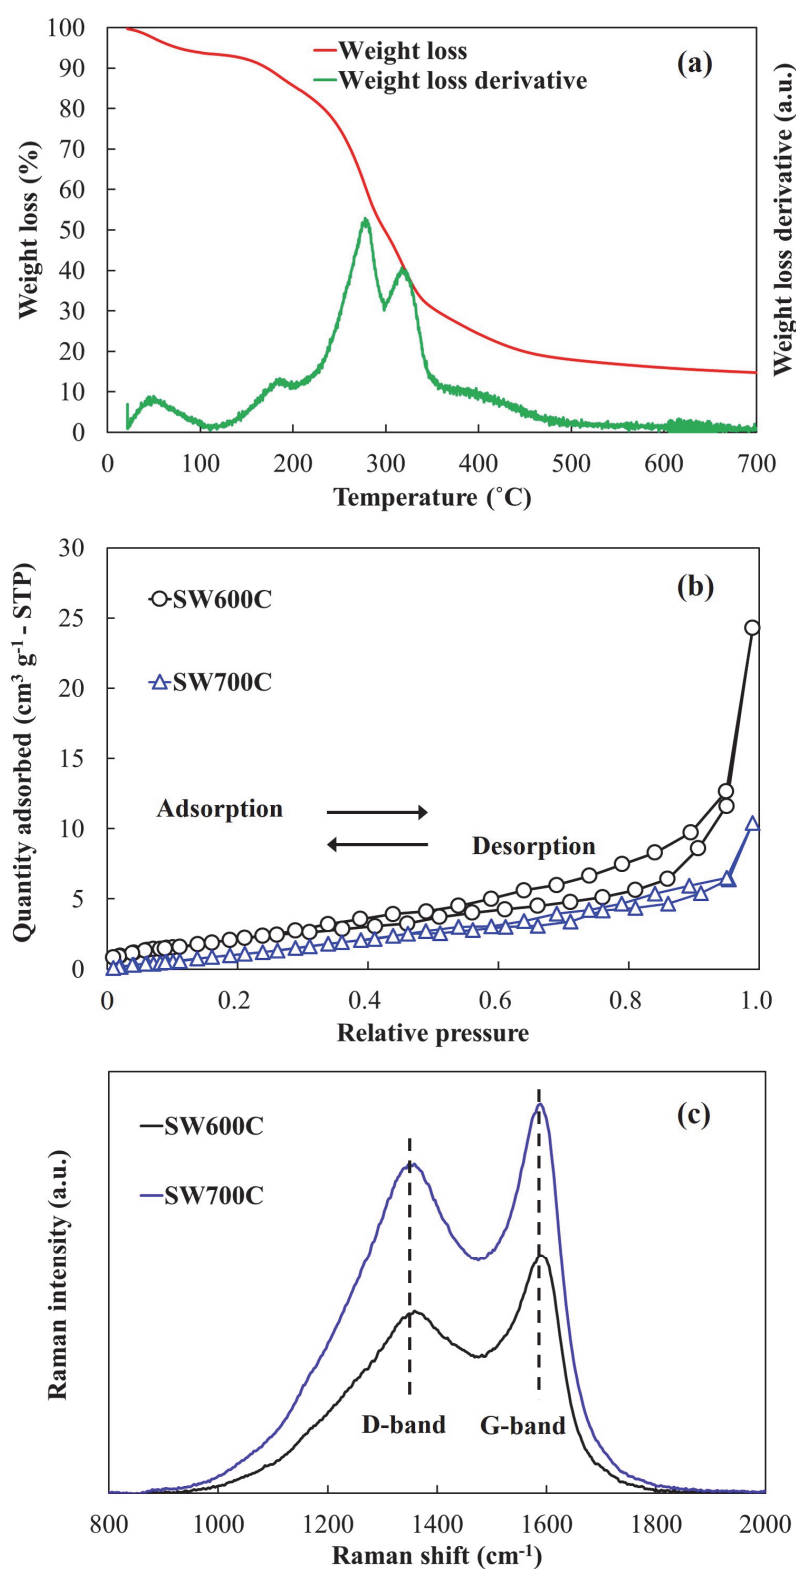 100
90
80
70
60
50
40
30
20
10
0
Weight loss (%)
Weight loss
Weight loss derivative
(a)
Weight loss derivative (a.u.)
0 100 200 300 400 500 600 700
Temperature (˚C)
30
25
20
15
10
5
0
Quantity adsorbed (cm³ g⁻¹ - STP)
SW600C
(b)
SW700C
Adsorption
Desorption
0 0.2 0.4 0.6 0.8 1.0
Relative pressure
Raman intensity (a.u.)
SW600C
(c)
SW700C
D-band G-band
800 1000 1200 1400 1600 1800 2000
Raman shift (cm⁻¹)